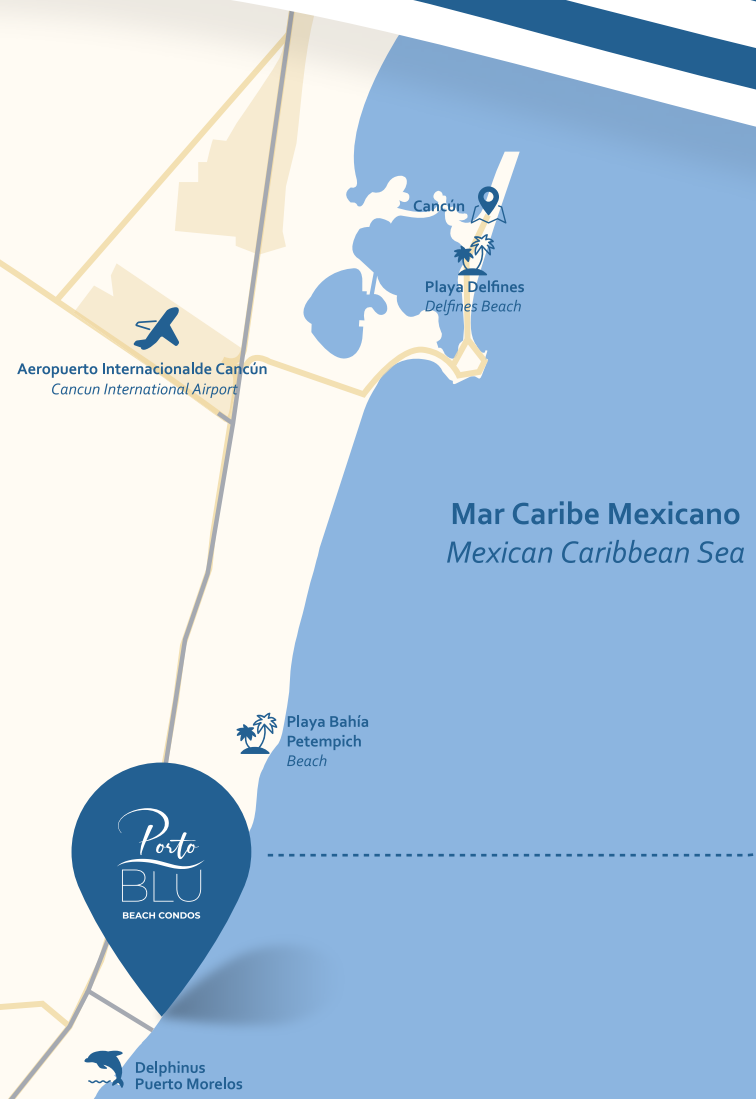 Cancún
Playa Delfines
Delfines Beach
Aeropuerto Internacionalde Cancún
Cancun International Airport
Mar Caribe Mexicano
Mexican Caribbean Sea
Playa Bahía
Petempich
Beach
Porto
BLU
BEACH CONDOS
Delphinus
Puerto Morelos